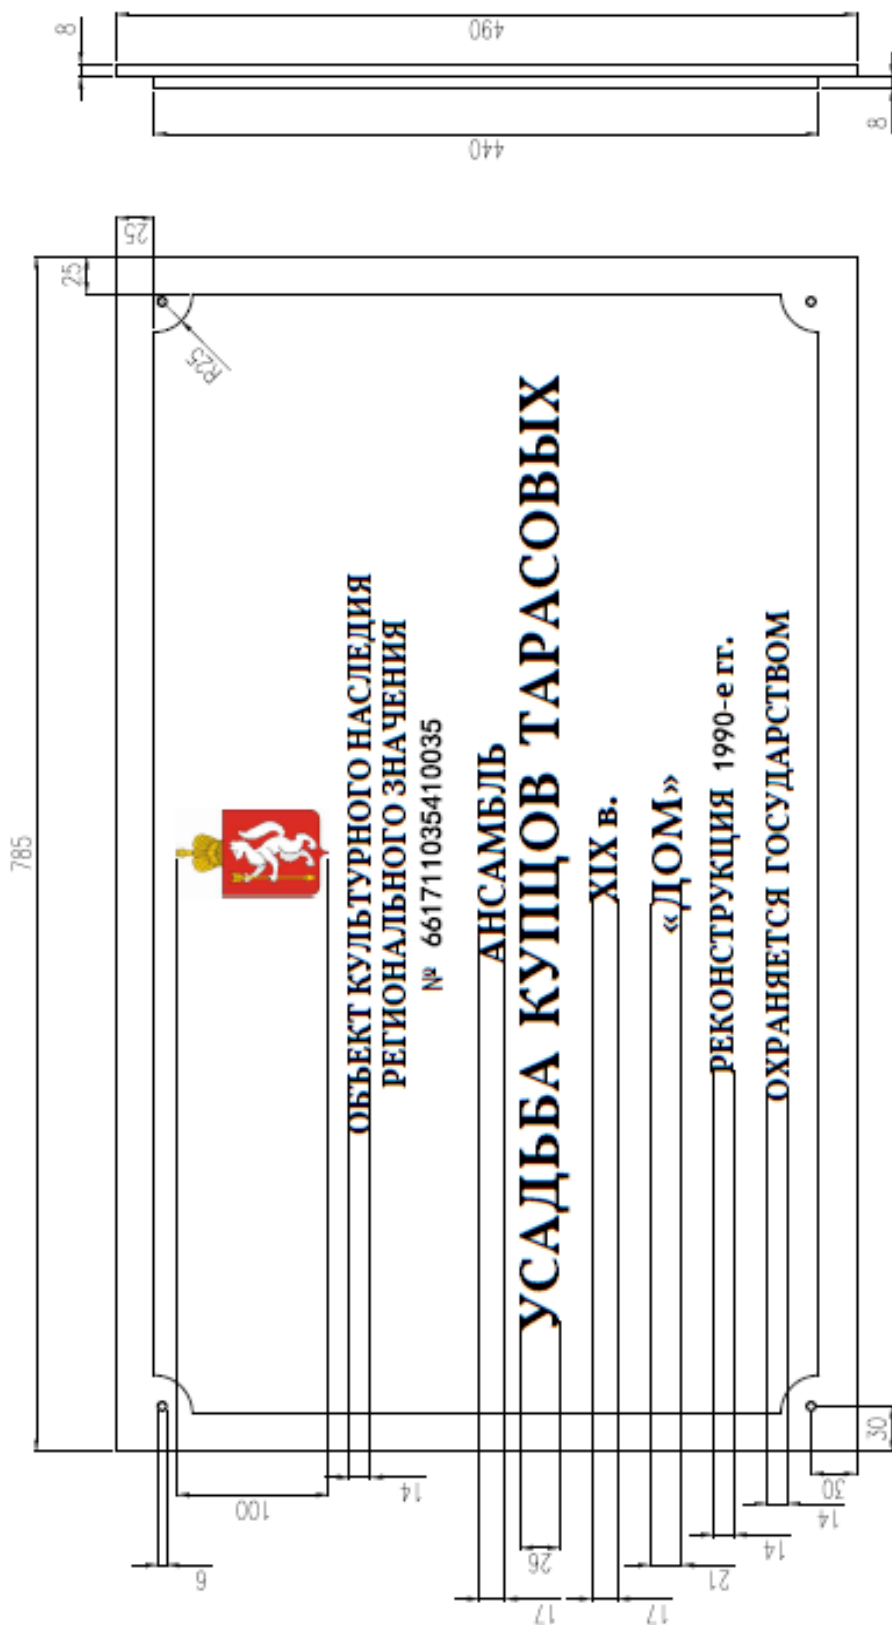 ОБЪЕКТ КУЛЬТУРНОГО НАСЛЕДИЯ
РЕГИОНАЛЬНОГО ЗНАЧЕНИЯ
№ 661711035410035
АНСАМБЛЬ
УСАДЬБА КУПЦОВ ТАРАСОВЫХ
XIX в.
«ДОМ»
РЕКОНСТРУКЦИЯ 1990-е гг.
ОХРАНЯЕТСЯ ГОСУДАРСТВОМ
785
25
25
R25
490
440
8
8
6
100
14
17
26
17
21
14
14
30
30